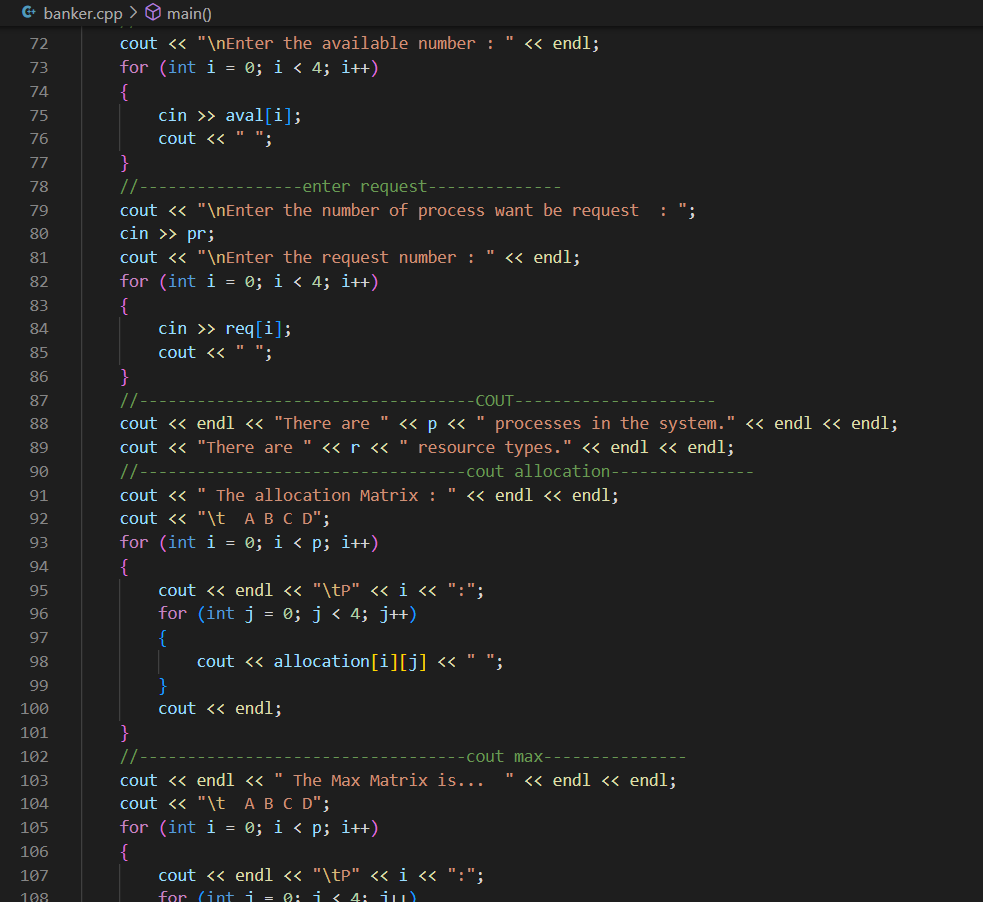 banker.cpp > main()
72 cout << "\nEnter the available number : " << endl;
73 for (int i = 0; i < 4; i++)
74 {
75 cin >> aval[i];
76 cout << " ";
77 }
78 //-----------------enter request--------------
79 cout << "\nEnter the number of process want be request  : ";
80 cin >> pr;
81 cout << "\nEnter the request number : " << endl;
82 for (int i = 0; i < 4; i++)
83 {
84 cin >> req[i];
85 cout << " ";
86 }
87 //-----------------------------------COUT---------------------
88 cout << endl << "There are " << p << " processes in the system." << endl << endl;
89 cout << "There are " << r << " resource types." << endl << endl;
90 //----------------------------------cout allocation---------------
91 cout << " The allocation Matrix : " << endl << endl;
92 cout << "\t  A B C D";
93 for (int i = 0; i < p; i++)
94 {
95 cout << endl << "\tP" << i << ":";
96 for (int j = 0; j < 4; j++)
97 {
98 cout << allocation[i][j] << " ";
99 }
100 cout << endl;
101 }
102 //----------------------------------cout max---------------
103 cout << endl << " The Max Matrix is...  " << endl << endl;
104 cout << "\t  A B C D";
105 for (int i = 0; i < p; i++)
106 {
107 cout << endl << "\tP" << i << ":";
108 for (int j = 0; j < 4; j++)